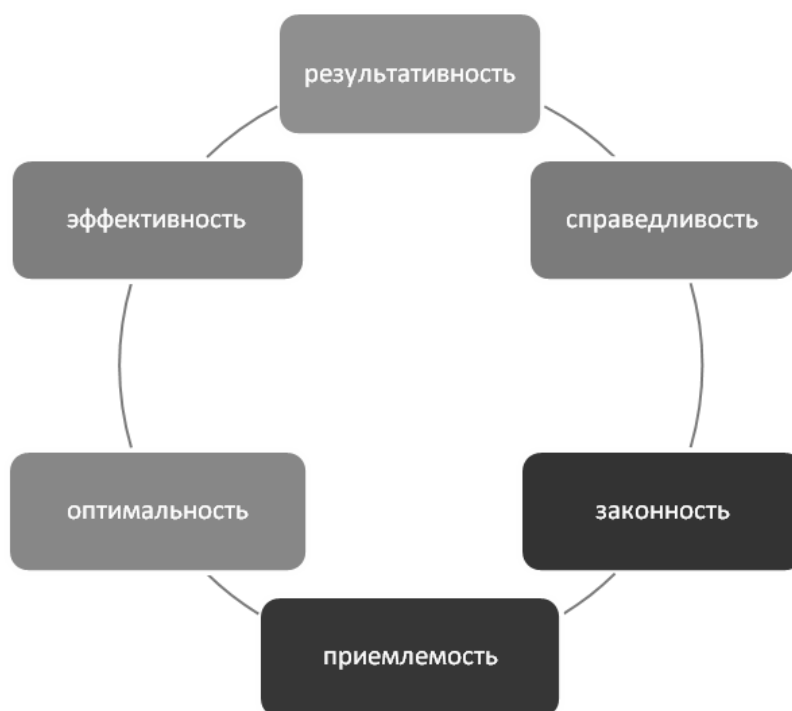 результативность
эффективность
справедливость
оптимальность
законность
приемлемость